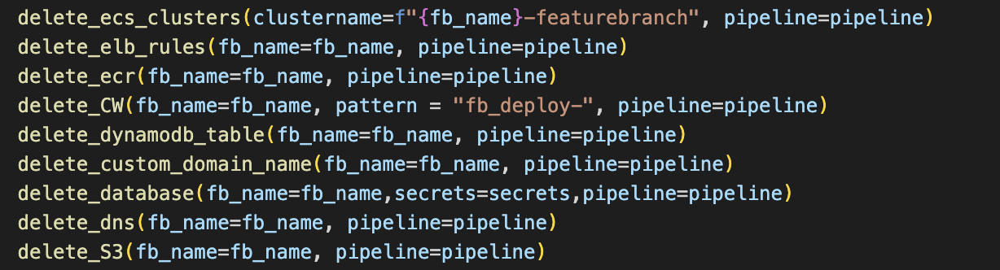 delete_ecs_clusters(clustername=f"{fb_name}-featurebranch", pipeline=pipeline)
delete_elb_rules(fb_name=fb_name, pipeline=pipeline)
delete_ecr(fb_name=fb_name, pipeline=pipeline)
delete_CW(fb_name=fb_name, pattern = "fb_deploy-", pipeline=pipeline)
delete_dynamodb_table(fb_name=fb_name, pipeline=pipeline)
delete_custom_domain_name(fb_name=fb_name, pipeline=pipeline)
delete_database(fb_name=fb_name,secrets=secrets,pipeline=pipeline)
delete_dns(fb_name=fb_name, pipeline=pipeline)
delete_S3(fb_name=fb_name, pipeline=pipeline)